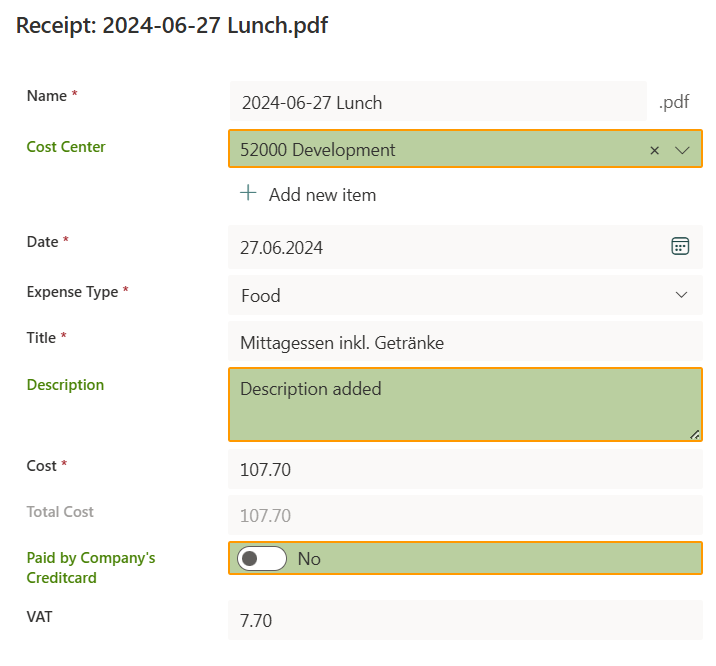 Receipt: 2024-06-27 Lunch.pdf
Name *
2024-06-27 Lunch
.pdf
Cost Center
52000 Development
Add new item
Date *
27.06.2024
Expense Type *
Food
Title *
Mittagessen inkl. Getränke
Description
Description added
Cost *
107.70
Total Cost
107.70
Paid by Company's
Creditcard
No
VAT
7.70